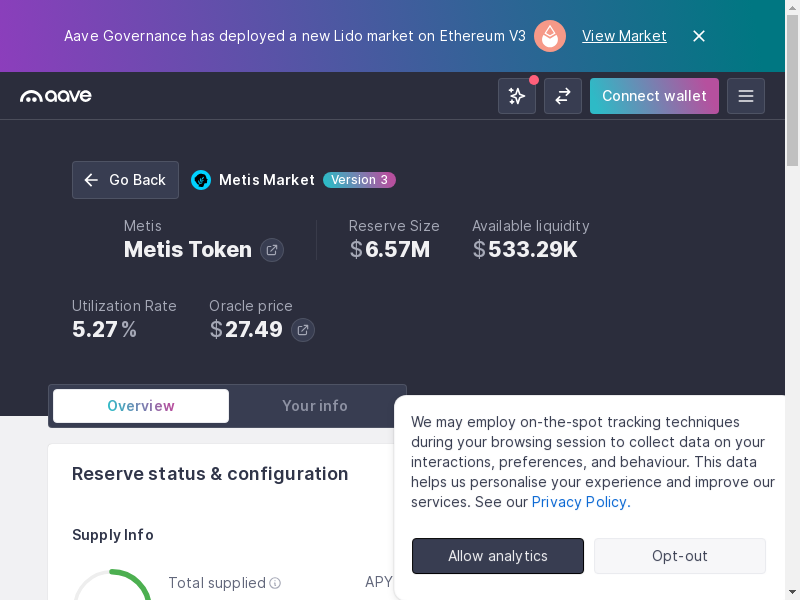 Aave Governance has deployed a new Lido market on Ethereum V3 View Market
aave Connect wallet
Go Back Metis Market Version 3
Metis Reserve Size Available liquidity
Metis Token $6.57M $533.29K
Utilization Rate Oracle price
5.27% $27.49
Overview Your info
We may employ on-the-spot tracking techniques
during your browsing session to collect data on your
interactions, preferences, and behaviour. This data
helps us personalise your experience and improve our
services. See our Privacy Policy.
Allow analytics Opt-out
Reserve status & configuration
Supply Info
Total supplied APY